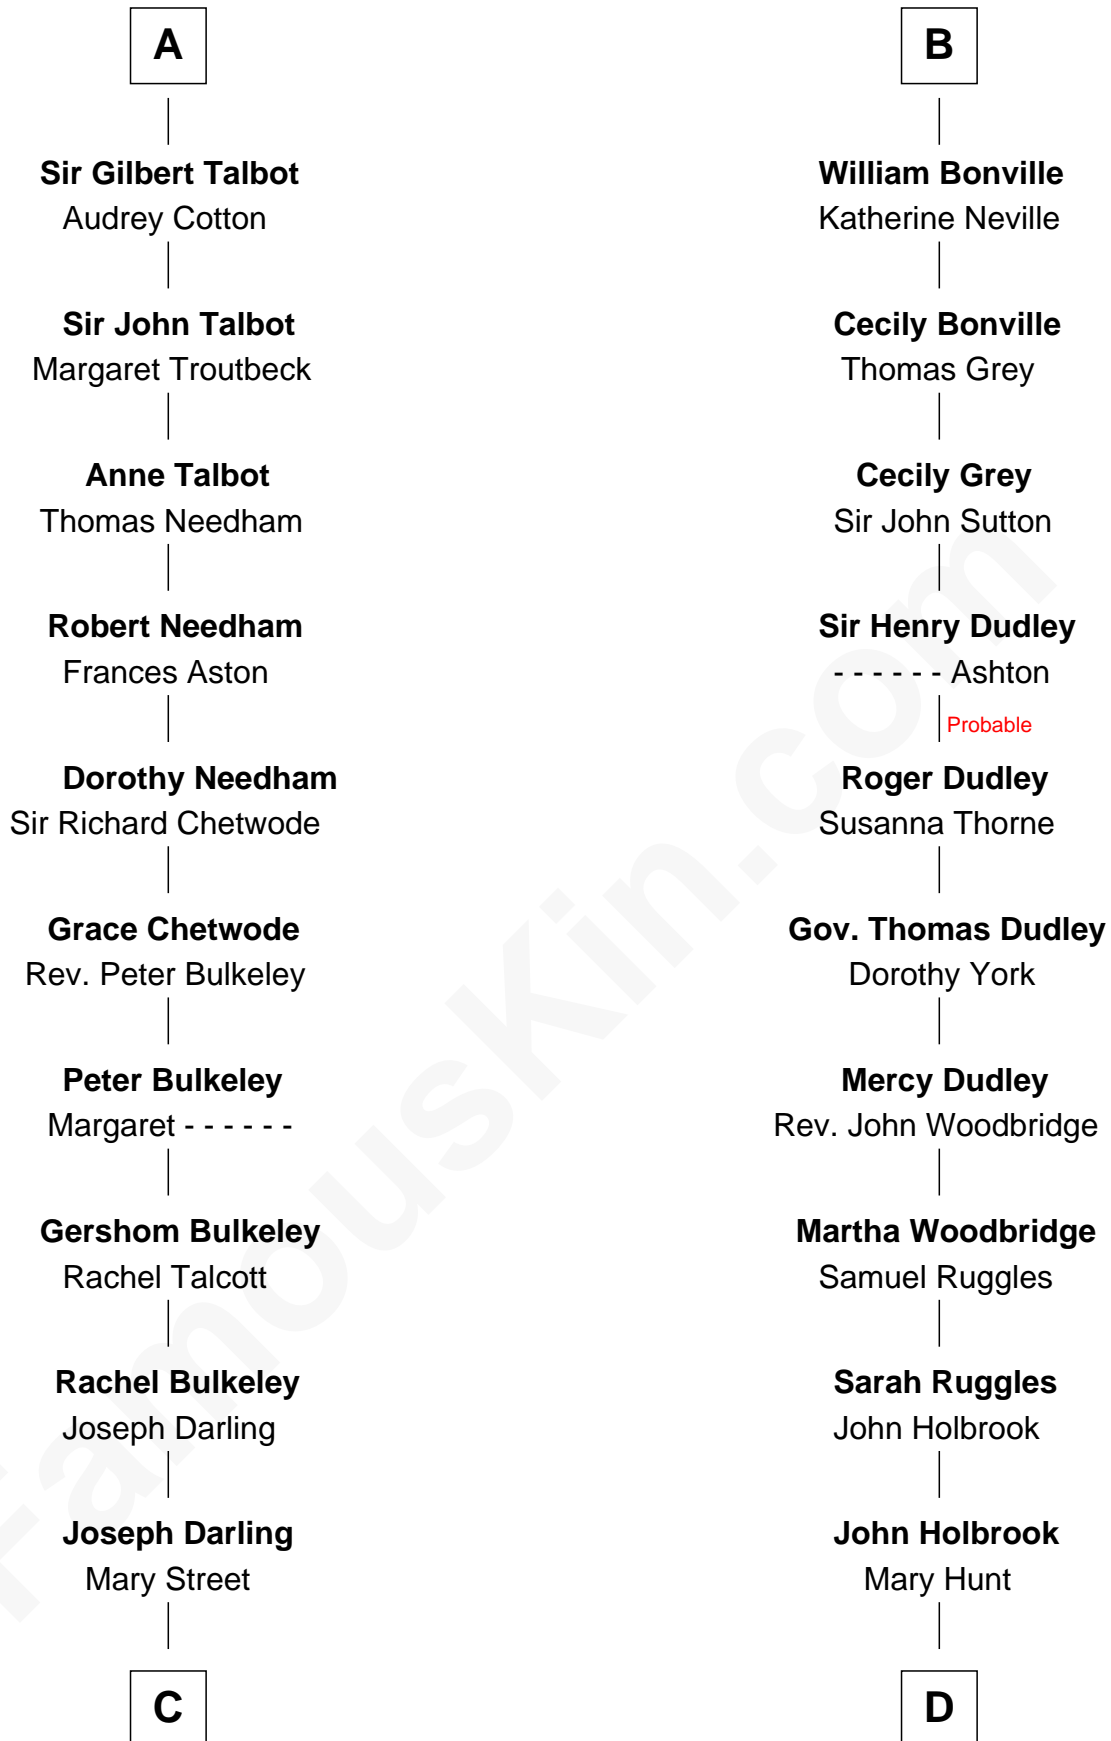 A
Sir Gilbert Talbot
Audrey Cotton
Sir John Talbot
Margaret Troutbeck
Anne Talbot
Thomas Needham
Robert Needham
Frances Aston
Dorothy Needham
Sir Richard Chetwode
Grace Chetwode
Rev. Peter Bulkeley
Peter Bulkeley
Margaret - - - - - -
Gershom Bulkeley
Rachel Talcott
Rachel Bulkeley
Joseph Darling
Joseph Darling
Mary Street
C
B
William Bonville
Katherine Neville
Cecily Bonville
Thomas Grey
Cecily Grey
Sir John Sutton
Sir Henry Dudley
- - - - - - Ashton
Probable
Roger Dudley
Susanna Thorne
Gov. Thomas Dudley
Dorothy York
Mercy Dudley
Rev. John Woodbridge
Martha Woodbridge
Samuel Ruggles
Sarah Ruggles
John Holbrook
John Holbrook
Mary Hunt
D
FamousKin.com